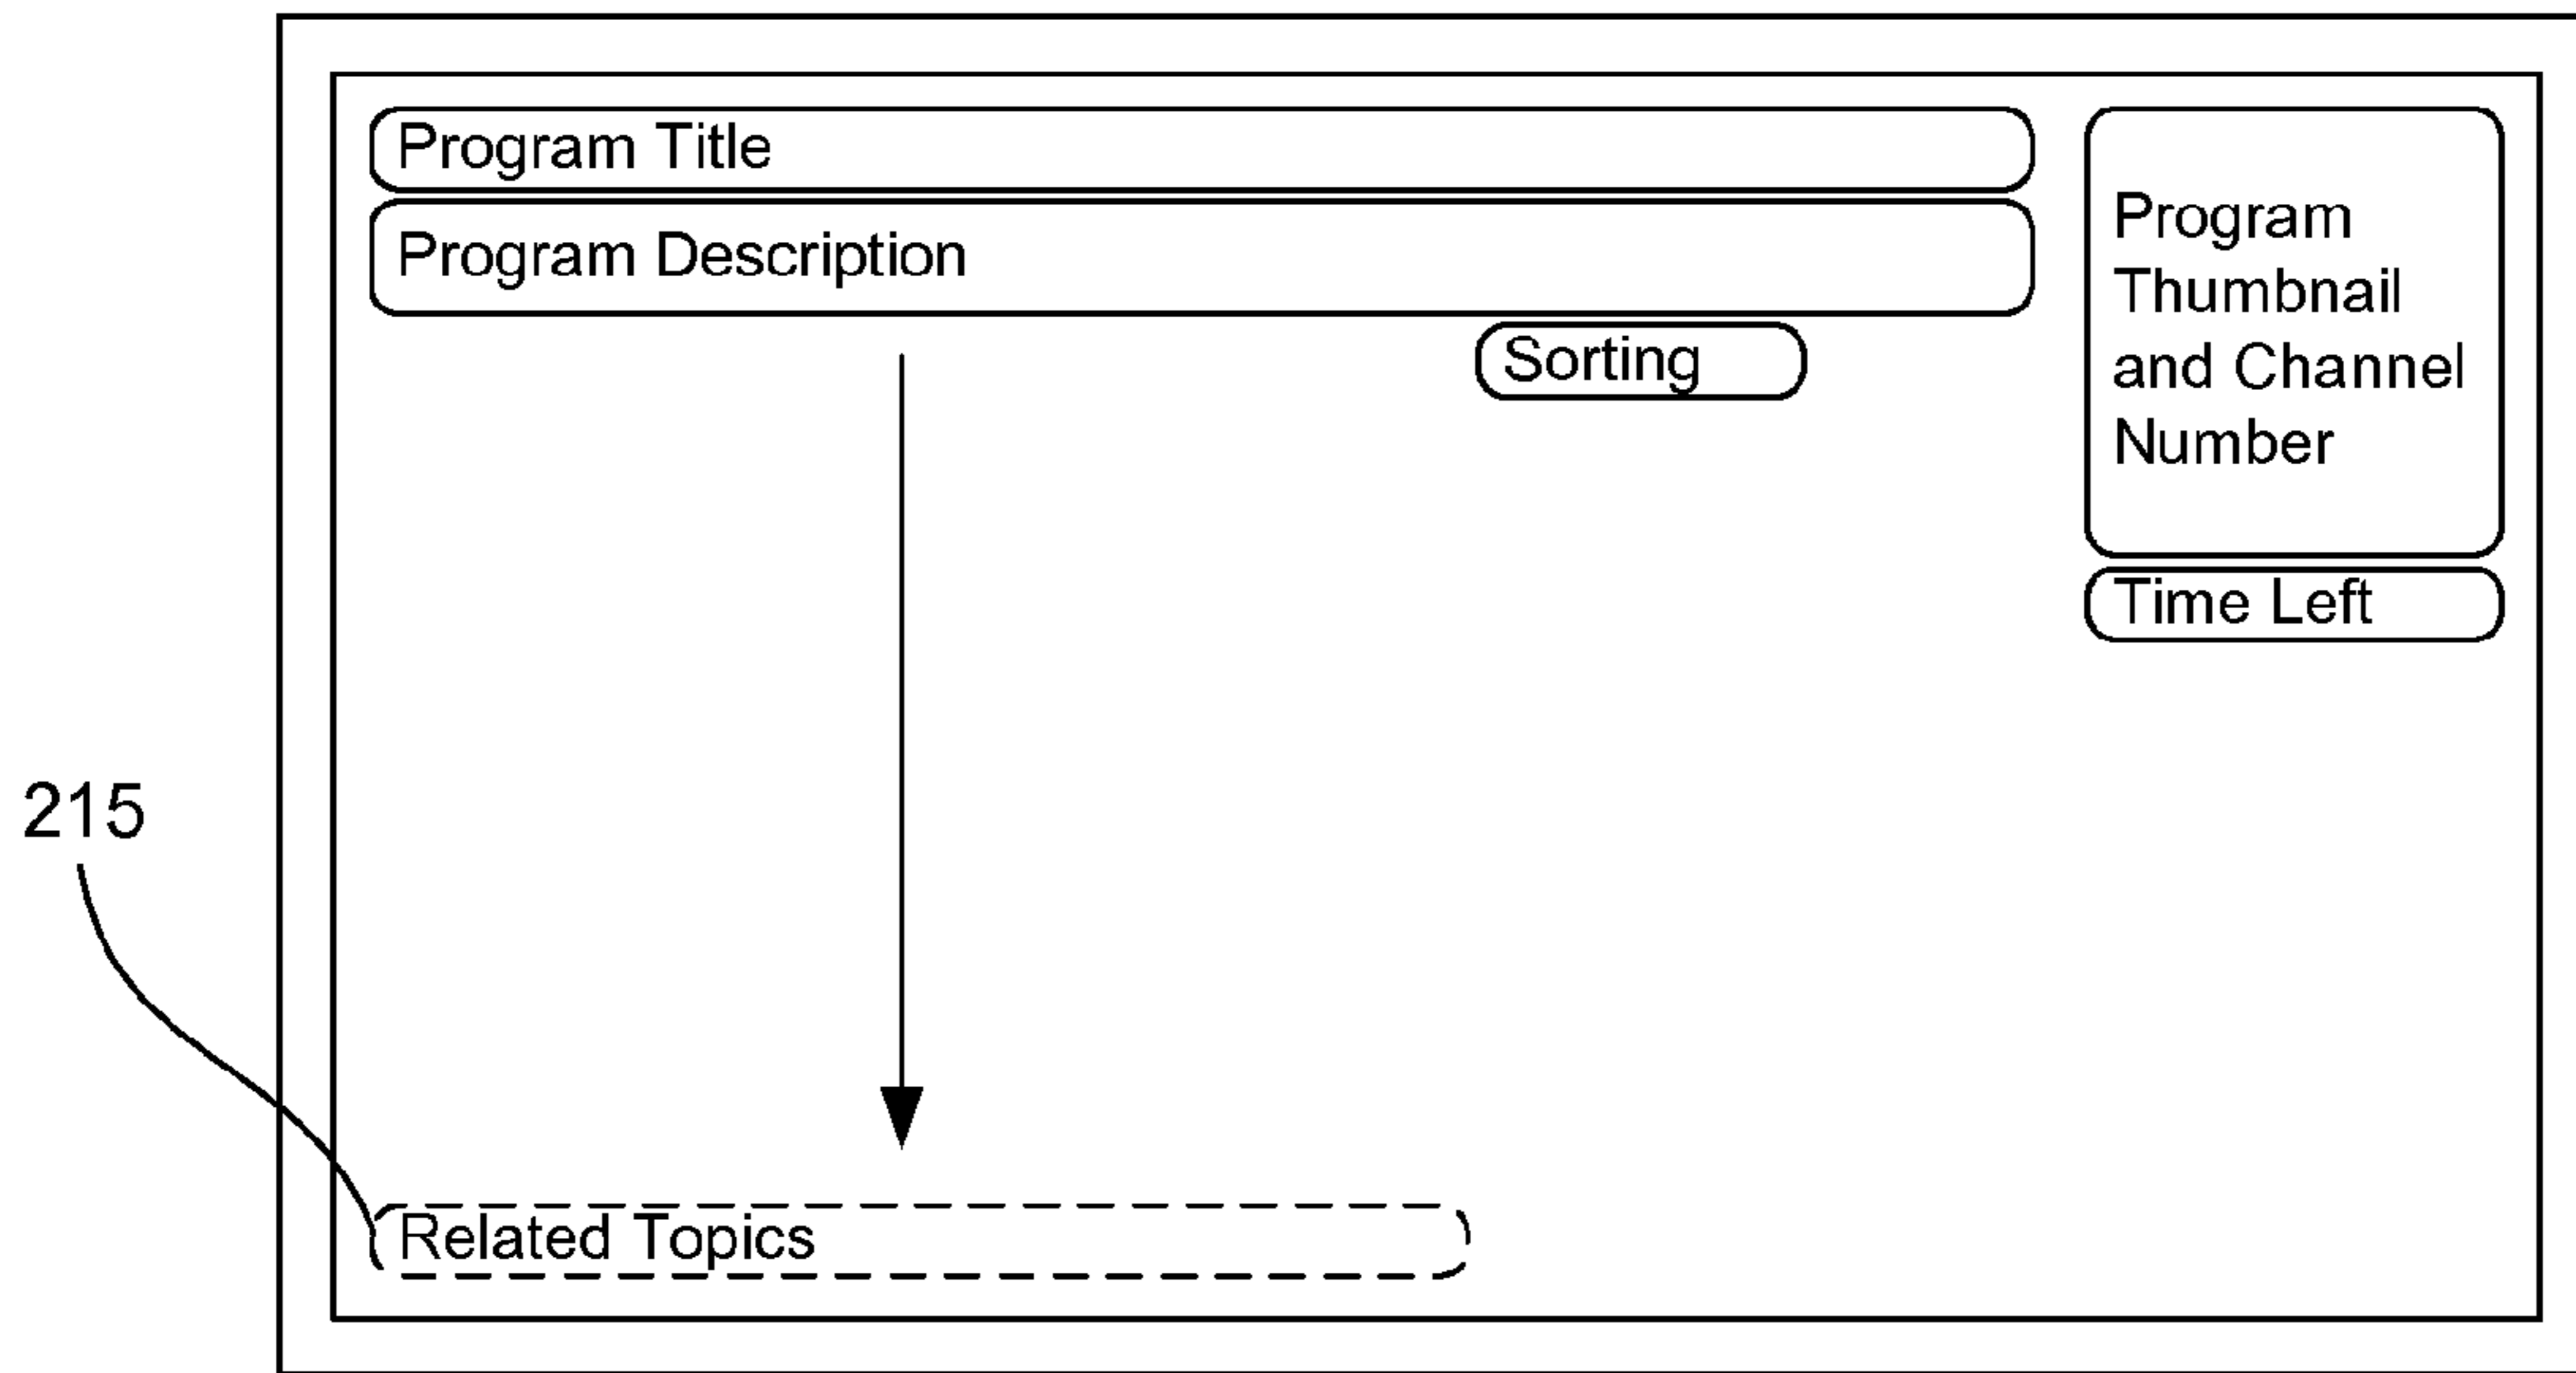 Program Title
Program Description
Sorting
Program
Thumbnail
and Channel
Number
Time Left
215
Related Topics